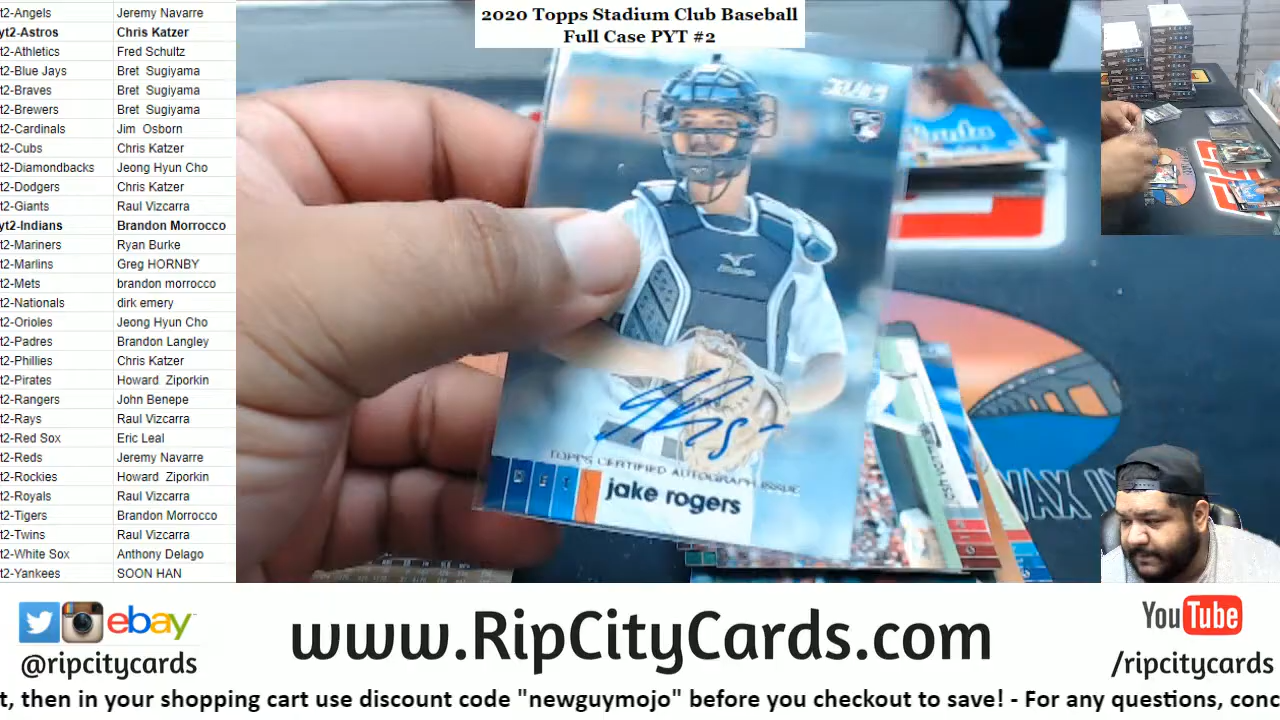 2020 Topps Stadium Club Baseball
Full Case PYT #2
t2-Angels Jeremy Navarre
yt2-Astros Chris Katzer
t2-Athletics Fred Schultz
t2-Blue Jays Bret Sugiyama
t2-Braves Bret Sugiyama
t2-Brewers Bret Sugiyama
t2-Cardinals Jim Osborn
t2-Cubs Chris Katzer
t2-Diamondbacks Jeong Hyun Cho
t2-Dodgers Chris Katzer
t2-Giants Raul Vizcarra
yt2-Indians Brandon Morrocco
t2-Mariners Ryan Burke
t2-Marlins Greg HORNBY
t2-Mets brandon morrocco
t2-Nationals dirk emery
t2-Orioles Jeong Hyun Cho
t2-Padres Brandon Langley
t2-Phillies Chris Katzer
t2-Pirates Howard Ziporkin
t2-Rangers John Benepe
t2-Rays Raul Vizcarra
t2-Red Sox Eric Leal
t2-Reds Jeremy Navarre
t2-Rockies Howard Ziporkin
t2-Royals Raul Vizcarra
t2-Tigers Brandon Morrocco
t2-Twins Raul Vizcarra
t2-White Sox Anthony Delago
t2-Yankees SOON HAN
TOPPS CERTIFIED AUTOGRAPH ISSUE
DET
jake rogers
ebay
@ripcitycards
www.RipCityCards.com
YouTube
/ripcitycards
t, then in your shopping cart use discount code "newguymojo" before you checkout to save! - For any questions, conc